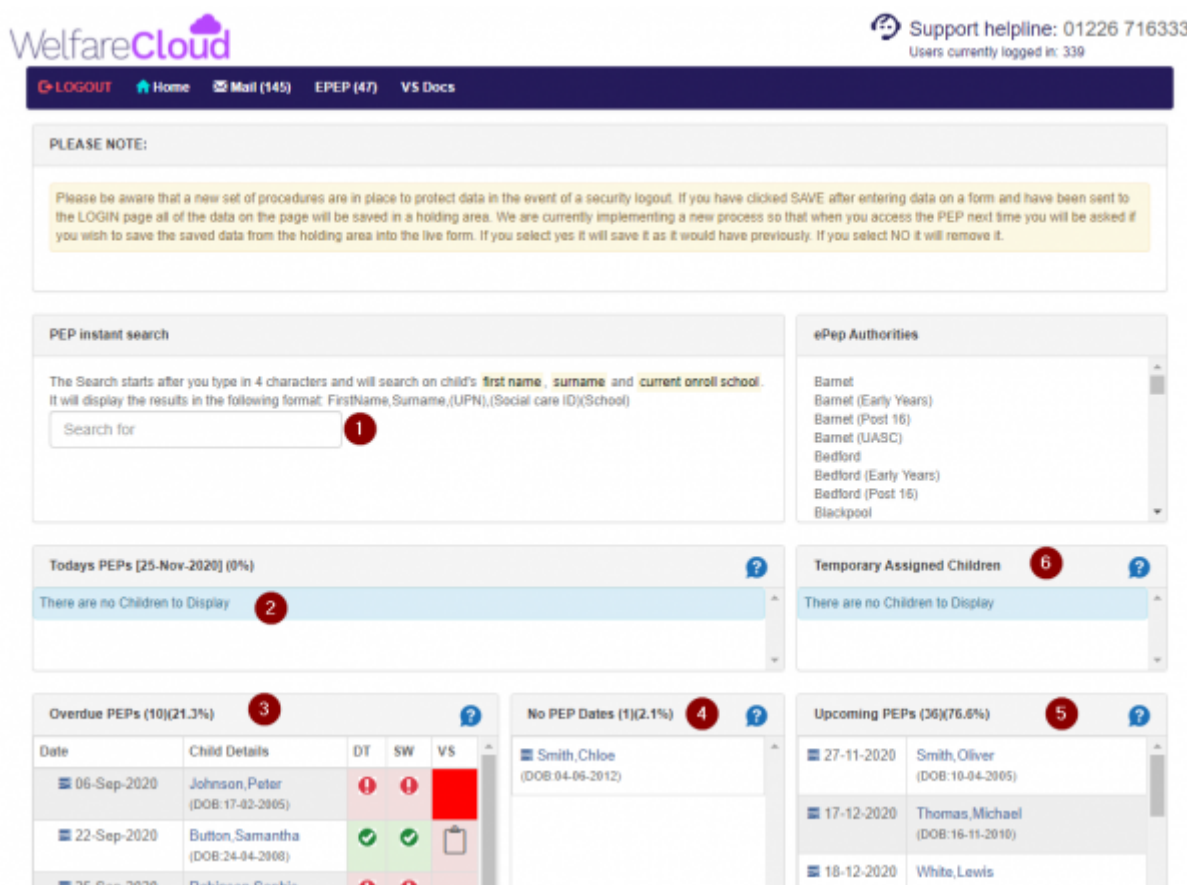 WelfareCloud
Support helpline: 01226 716333
Users currently logged in: 339
LOGOUT Home Mail (145) EPEP (47) VS Docs
PLEASE NOTE:
Please be aware that a new set of procedures are in place to protect data in the event of a security logout. If you have clicked SAVE after entering data on a form and have been sent to
the LOGIN page all of the data on the page will be saved in a holding area. We are currently implementing a new process so that when you access the PEP next time you will be asked if
you wish to save the saved data from the holding area into the live form. If you select yes it will save it as it would have previously. If you select NO it will remove it.
PEP instant search
The Search starts after you type in 4 characters and will search on child's first name, surname and current onroll school.
It will display the results in the following format: FirstName,Surname,(UPN),(Social care ID)(School)
Search for
1
ePep Authorities
Barnet
Barnet (Early Years)
Barnet (Post 16)
Barnet (UASC)
Bedford
Bedford (Early Years)
Bedford (Post 16)
Blackpool
Todays PEPs [25-Nov-2020] (0%)
There are no Children to Display
2
Temporary Assigned Children 6
There are no Children to Display
Overdue PEPs (10)(21.3%) 3
Date Child Details DT SW VS
06-Sep-2020 Johnson,Peter
(DOB:17-02-2005)
22-Sep-2020 Button,Samantha
(DOB:24-04-2008)
No PEP Dates (1)(2.1%) 4
Smith,Chloe
(DOB:04-06-2012)
Upcoming PEPs (36)(76.6%) 5
27-11-2020 Smith,Oliver
(DOB:10-04-2005)
17-12-2020 Thomas,Michael
(DOB:16-11-2010)
18-12-2020 White,Lewis